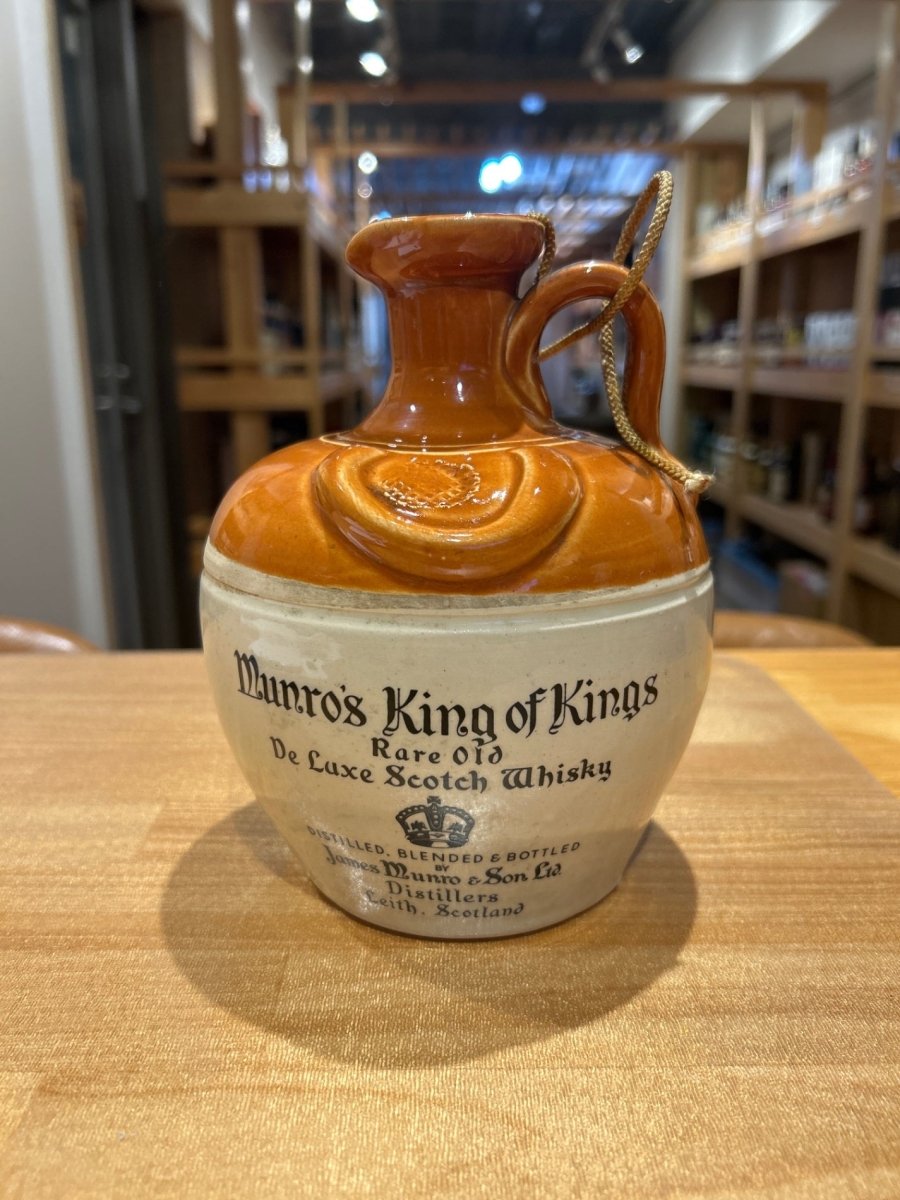 Munro's King of Kings
Rare Old
De Luxe Scotch Whisky
DISTILLED, BLENDED & BOTTLED
BY
James Munro & Son Ltd.
Distillers
Leith, Scotland